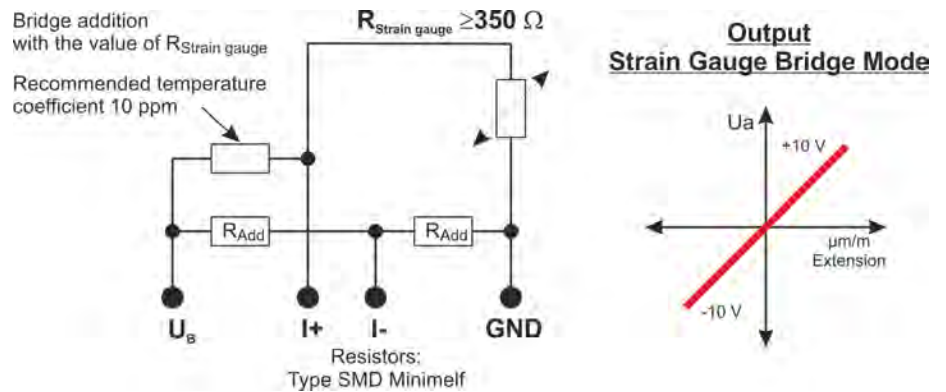 Bridge addition
with the value of RStrain gauge
Recommended temperature
coefficient 10 ppm
RStrain gauge ≥350 Ω
RAdd
RAdd
UB
I+
I-
GND
Resistors:
Type SMD Minimelf
Output
Strain Gauge Bridge Mode
Ua
+10 V
µm/m
Extension
-10 V